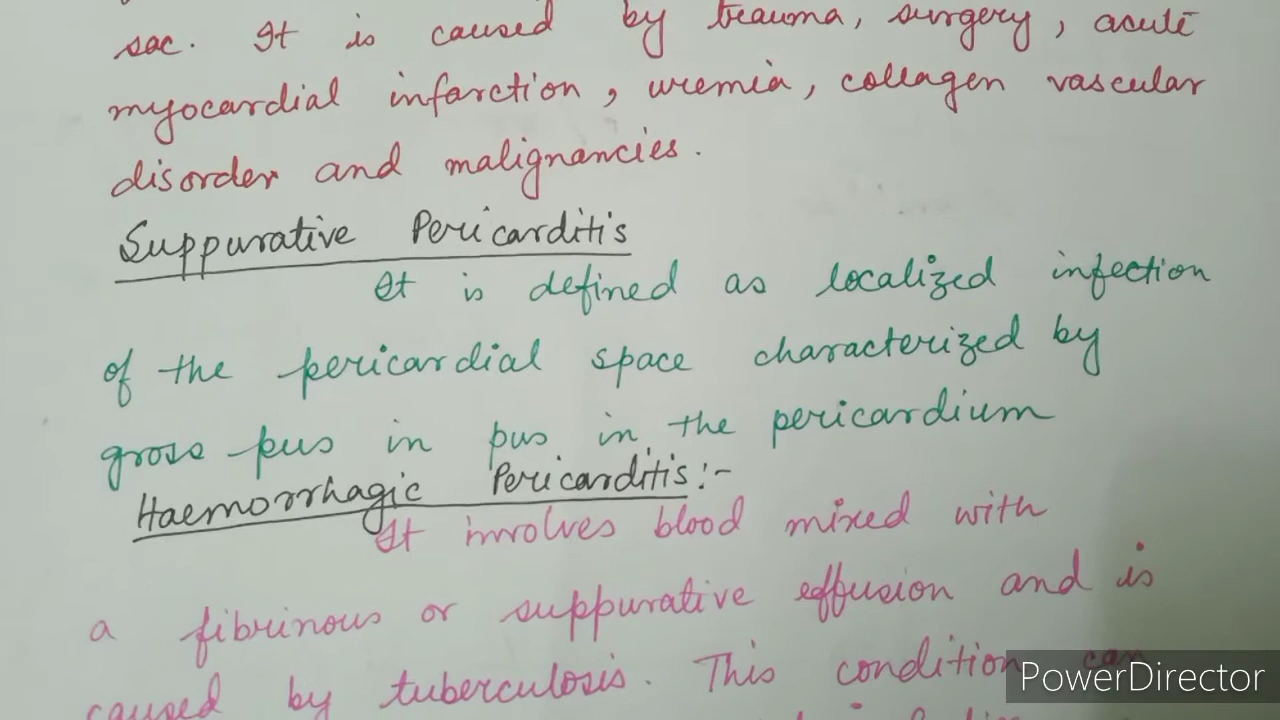 sac. It is caused by trauma, surgery, acute
myocardial infarction, uremia, collagen vascular
disorder and malignancies.
Suppurative Pericarditis
It is defined as localized infection
of the pericardial space characterized by
gross pus in pus in the pericardium
Haemorrhagic Pericarditis:-
It involves blood mixed with
a fibrinous or suppurative effusion and is
caused by tuberculosis. This condition can
PowerDirector